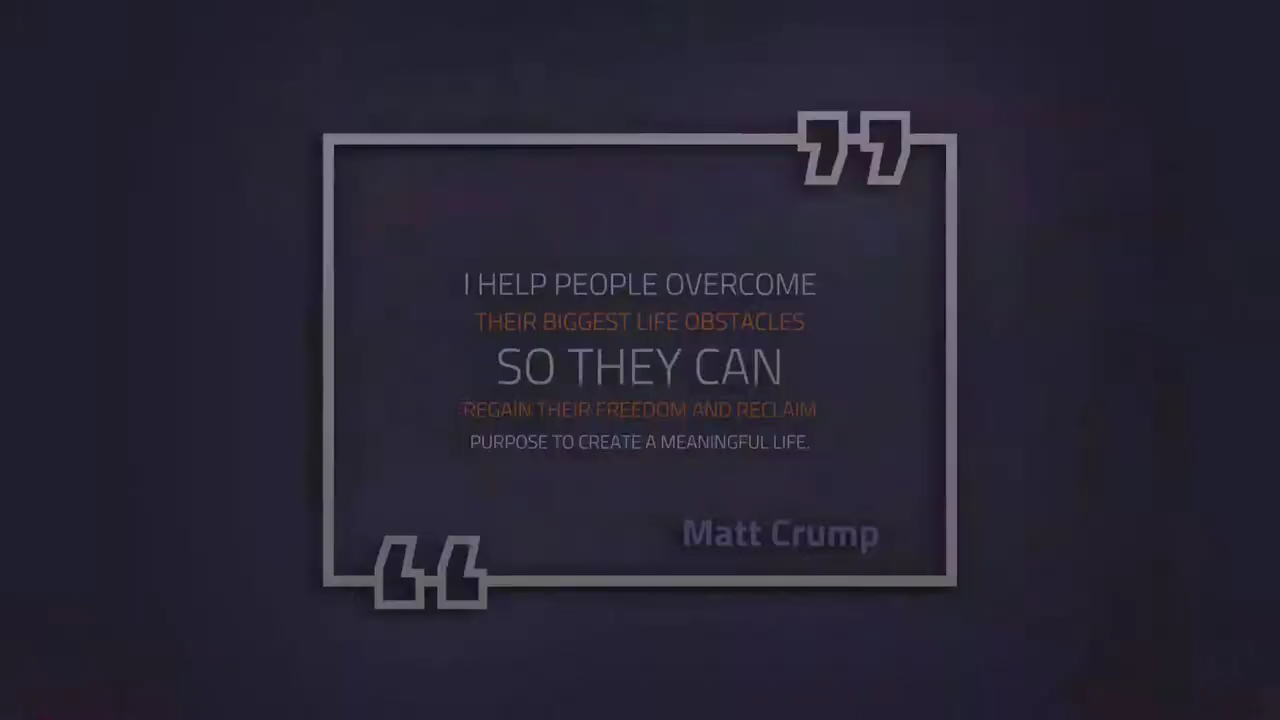 I HELP PEOPLE OVERCOME
THEIR BIGGEST LIFE OBSTACLES
SO THEY CAN
REGAIN THEIR FREEDOM AND RECLAIM
PURPOSE TO CREATE A MEANINGFUL LIFE.
Matt Crump